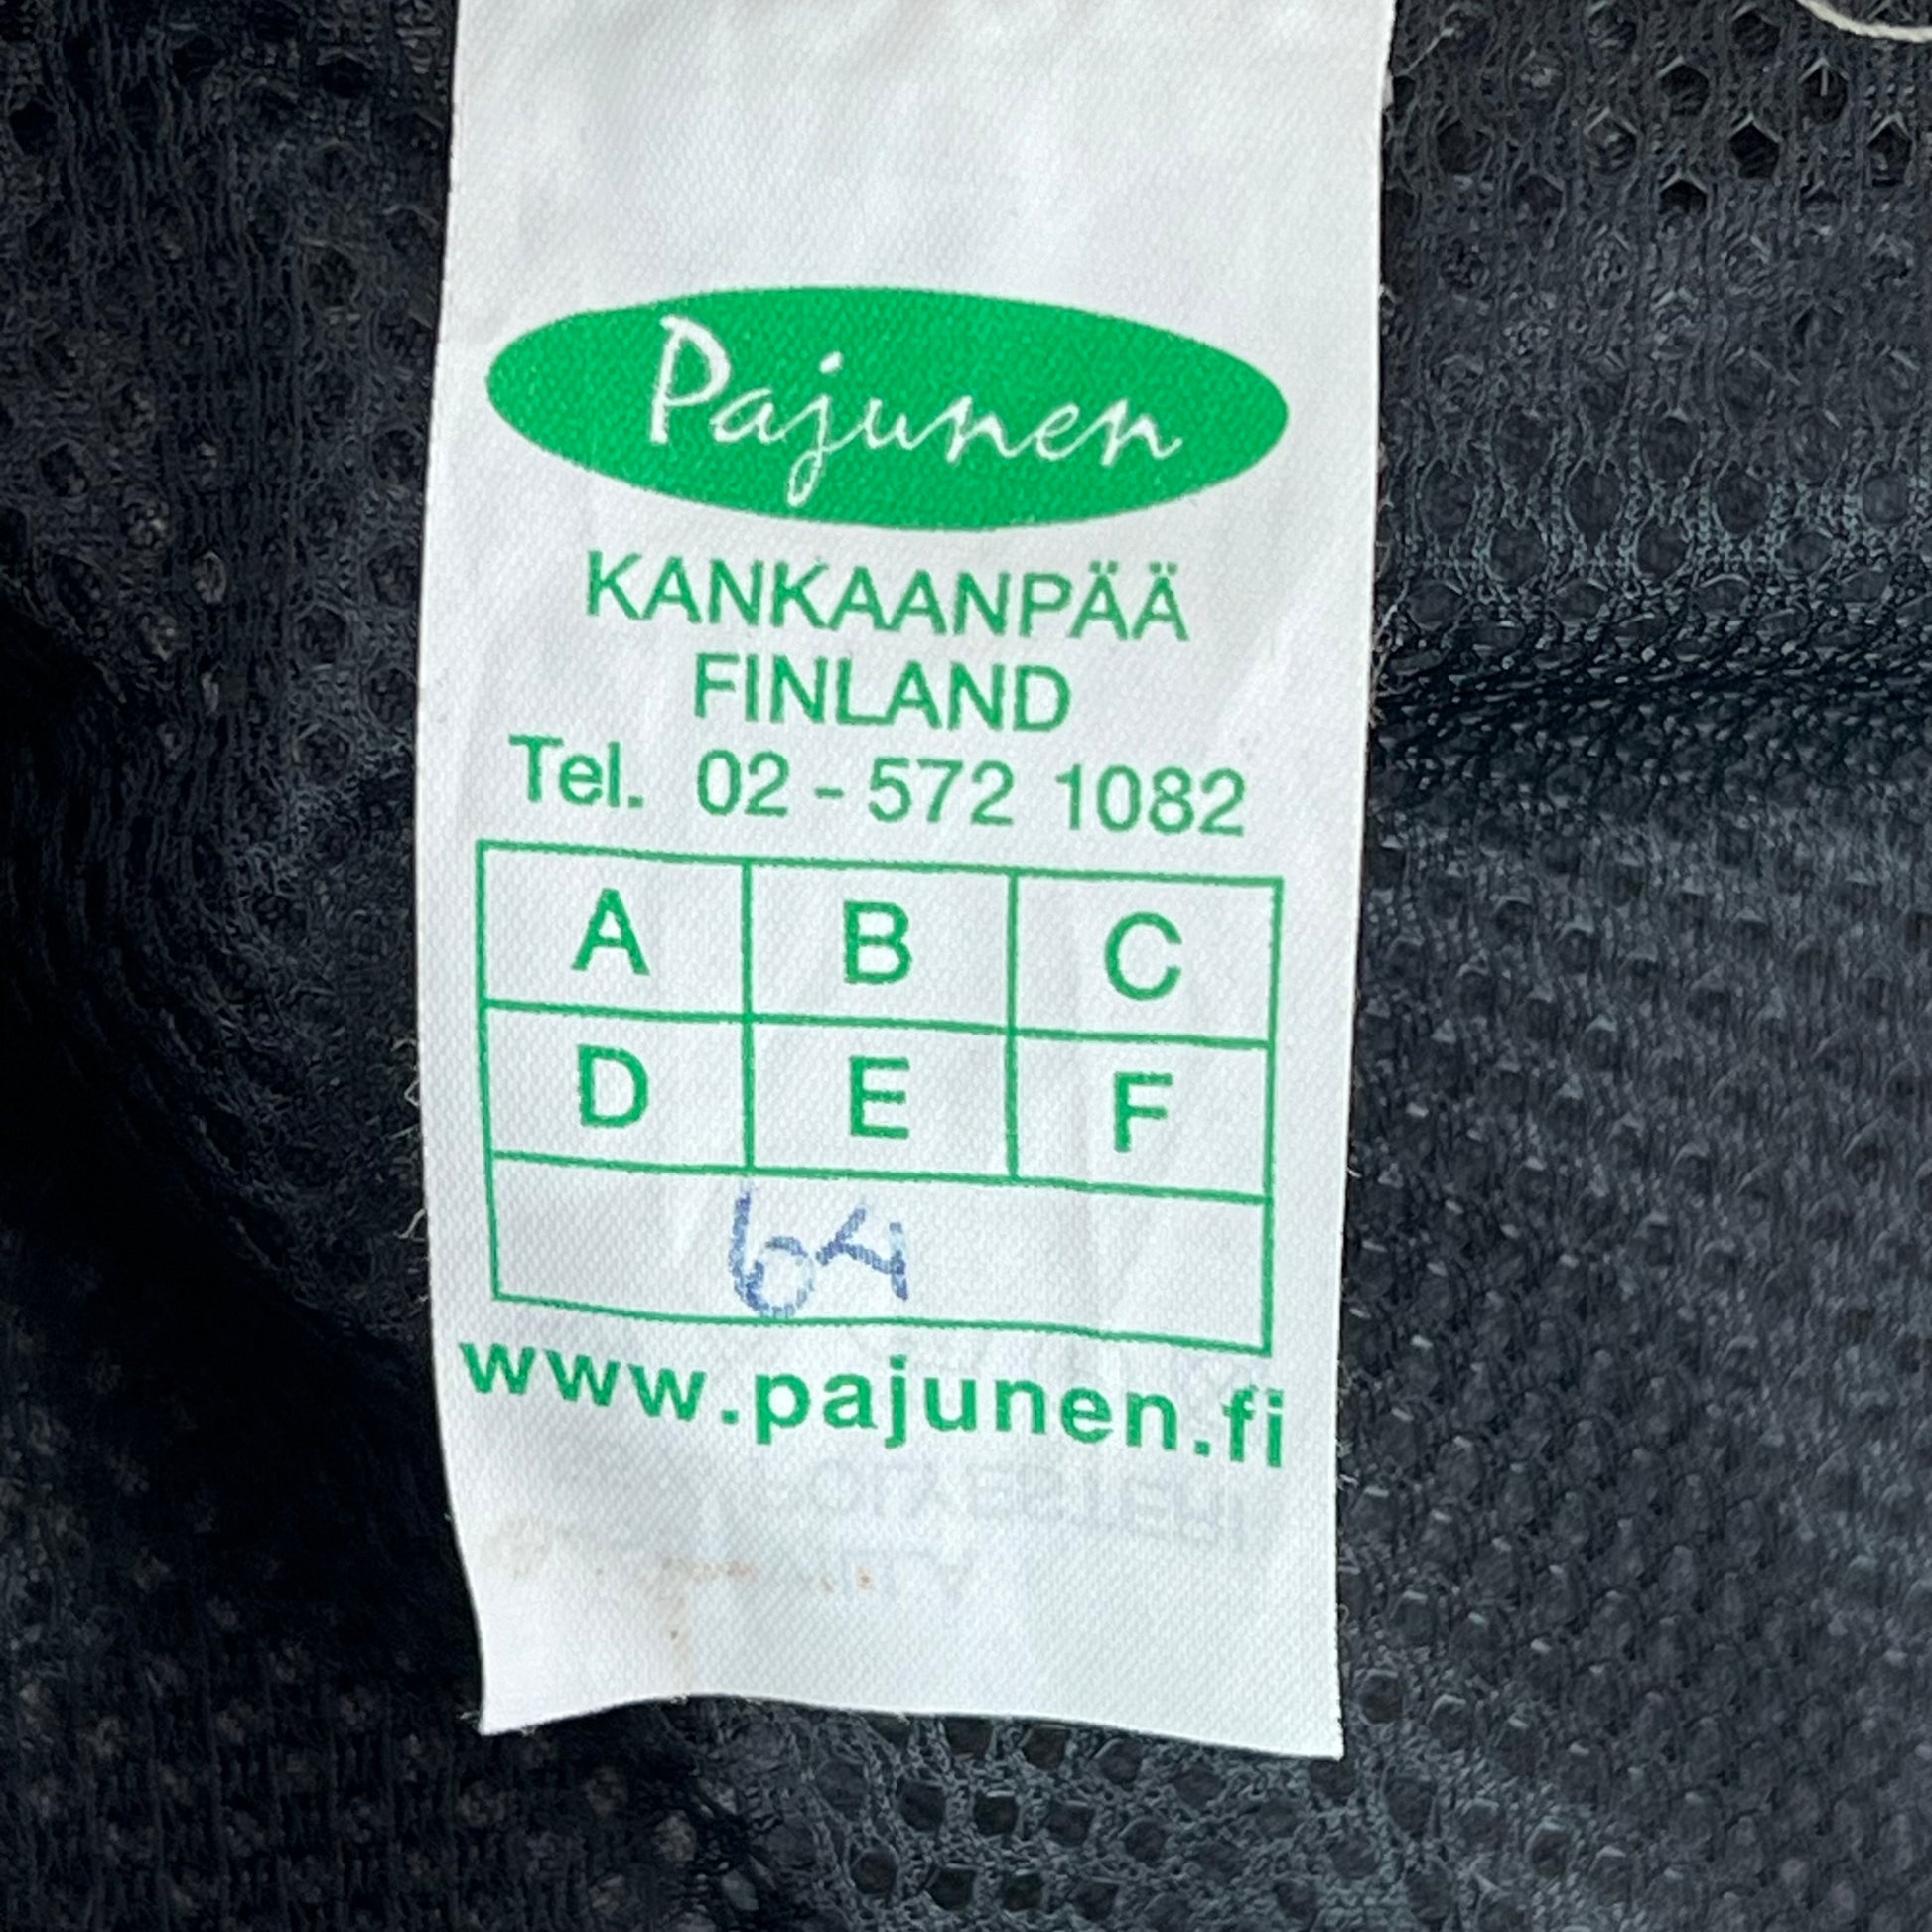 Pajunen
KANKAANPÄÄ
FINLAND
Tel. 02 - 572 1082
A B C
D E F
64
www.pajunen.fi